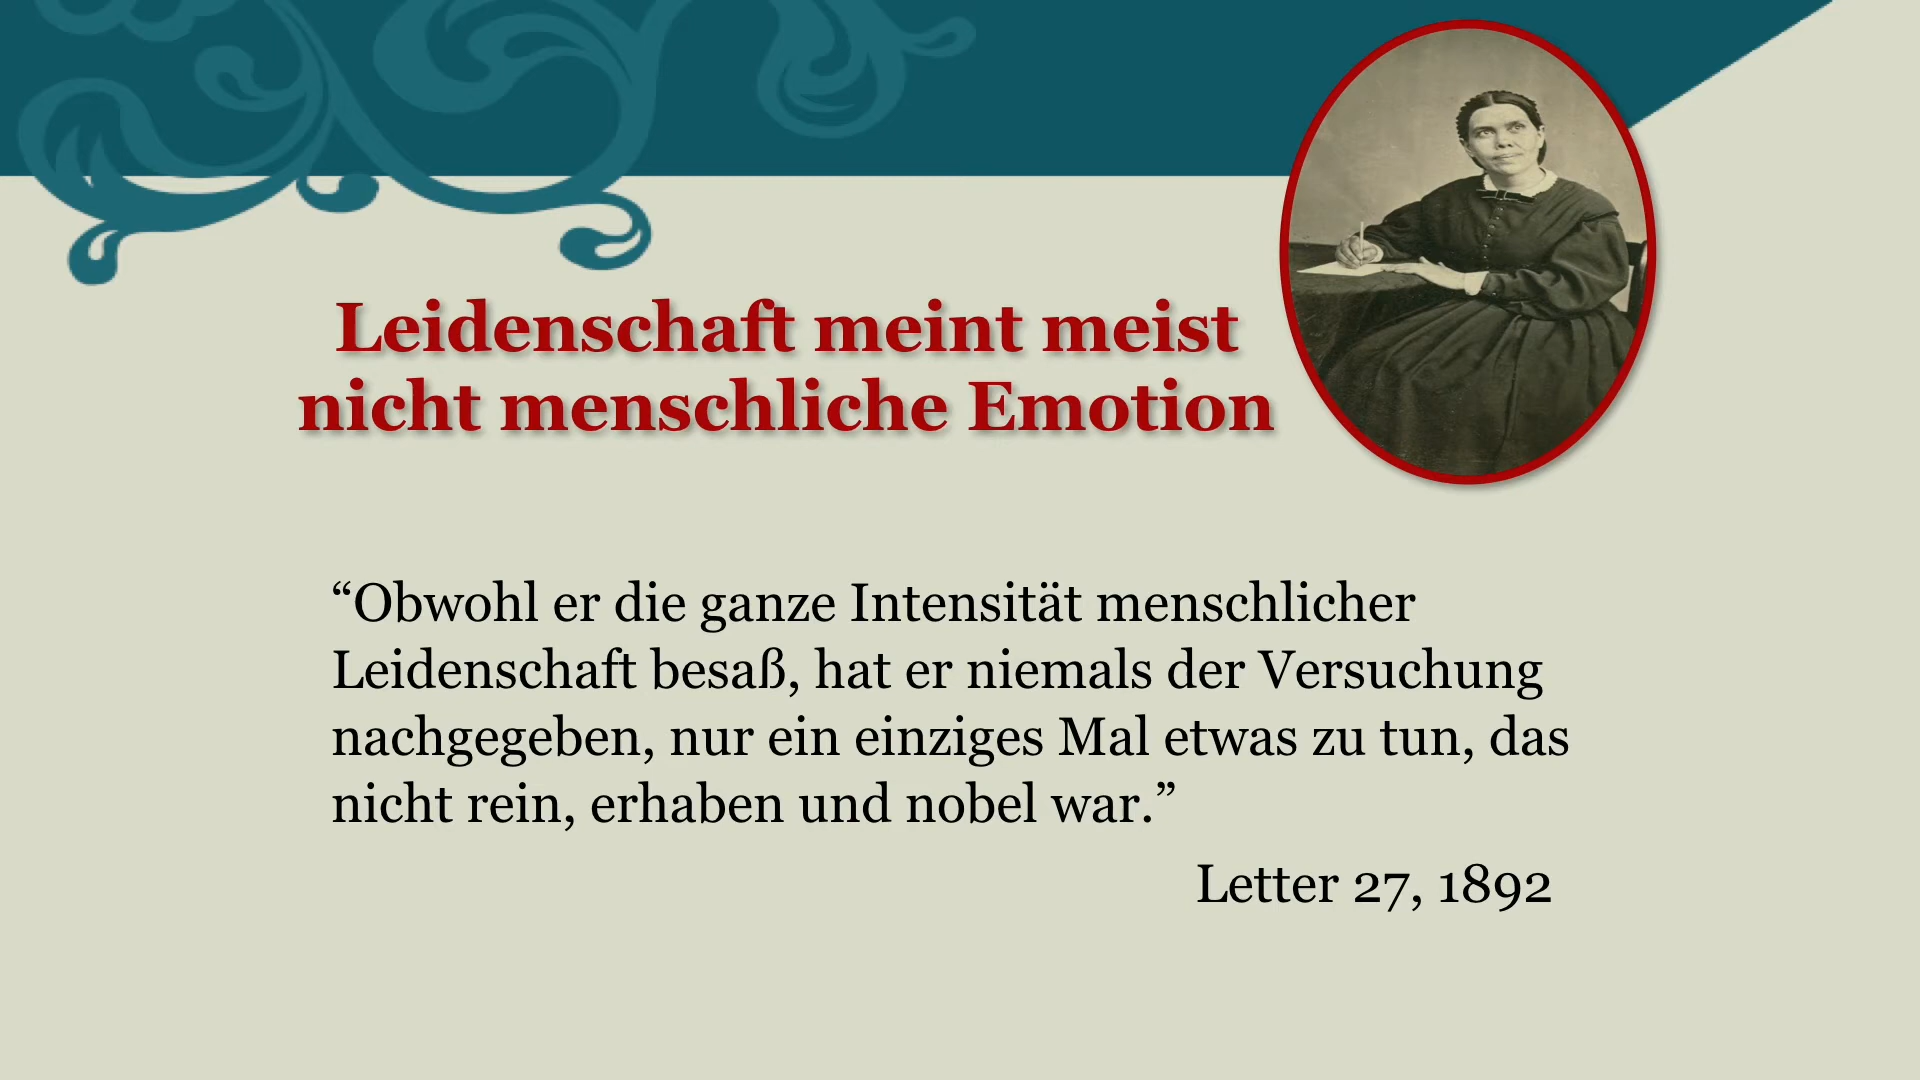 Leidenschaft meint meist
nicht menschliche Emotion
“Obwohl er die ganze Intensität menschlicher
Leidenschaft besaß, hat er niemals der Versuchung
nachgegeben, nur ein einziges Mal etwas zu tun, das
nicht rein, erhaben und nobel war.”
Letter 27, 1892